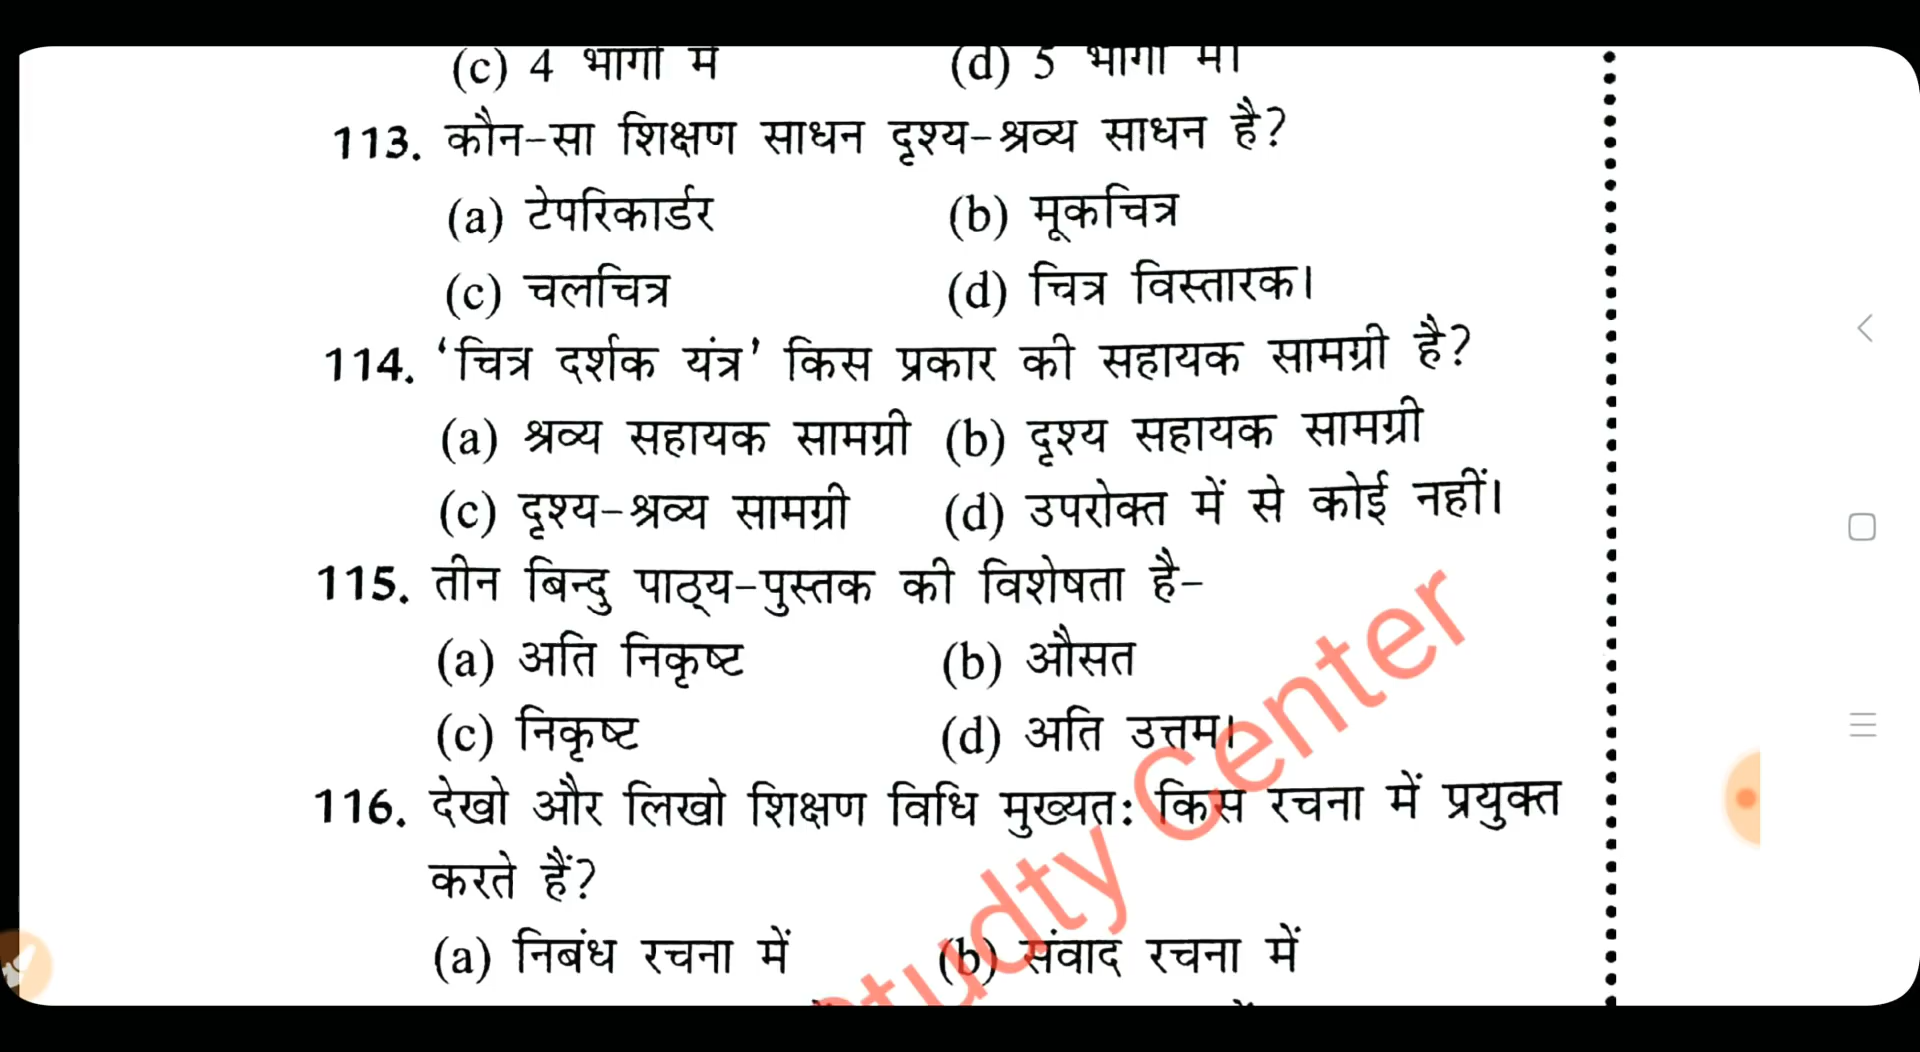 (c) 4 भागों में (d) 5 भागों में।
113. कौन-सा शिक्षण साधन दृश्य-श्रव्य साधन है?
(a) टेपरिकार्डर (b) मूकचित्र
(c) चलचित्र (d) चित्र विस्तारक।
114. ‘चित्र दर्शक यंत्र’ किस प्रकार की सहायक सामग्री है?
(a) श्रव्य सहायक सामग्री (b) दृश्य सहायक सामग्री
(c) दृश्य-श्रव्य सामग्री (d) उपरोक्त में से कोई नहीं।
115. तीन बिन्दु पाठ्य-पुस्तक की विशेषता है-
(a) अति निकृष्ट (b) औसत
(c) निकृष्ट (d) अति उत्तम।
116. देखो और लिखो शिक्षण विधि मुख्यतः किस रचना में प्रयुक्त
करते हैं?
(a) निबंध रचना में (b) संवाद रचना में
Studty Center